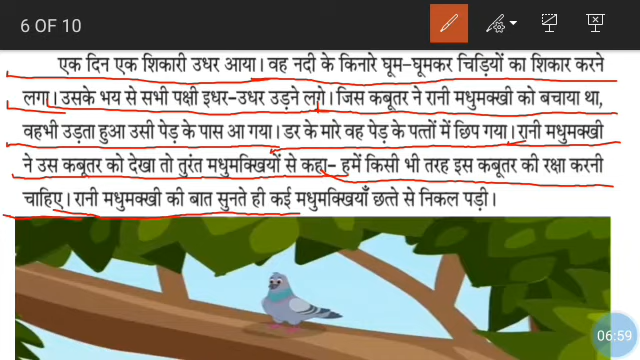 6 OF 10
एक दिन एक शिकारी उधर आया। वह नदी के किनारे घूम-घूमकर चिड़ियों का शिकार करने
लगा। उसके भय से सभी पक्षी इधर-उधर उड़ने लगे। जिस कबूतर ने रानी मधुमक्खी को बचाया था,
वहभी उड़ता हुआ उसी पेड़ के पास आ गया। डर के मारे वह पेड़ के पत्तों में छिप गया। रानी मधुमक्खी
ने उस कबूतर को देखा तो तुरंत मधुमक्खियों से कहा- हमें किसी भी तरह इस कबूतर की रक्षा करनी
चाहिए। रानी मधुमक्खी की बात सुनते ही कई मधुमक्खियाँ छत्ते से निकल पड़ी।
06:59